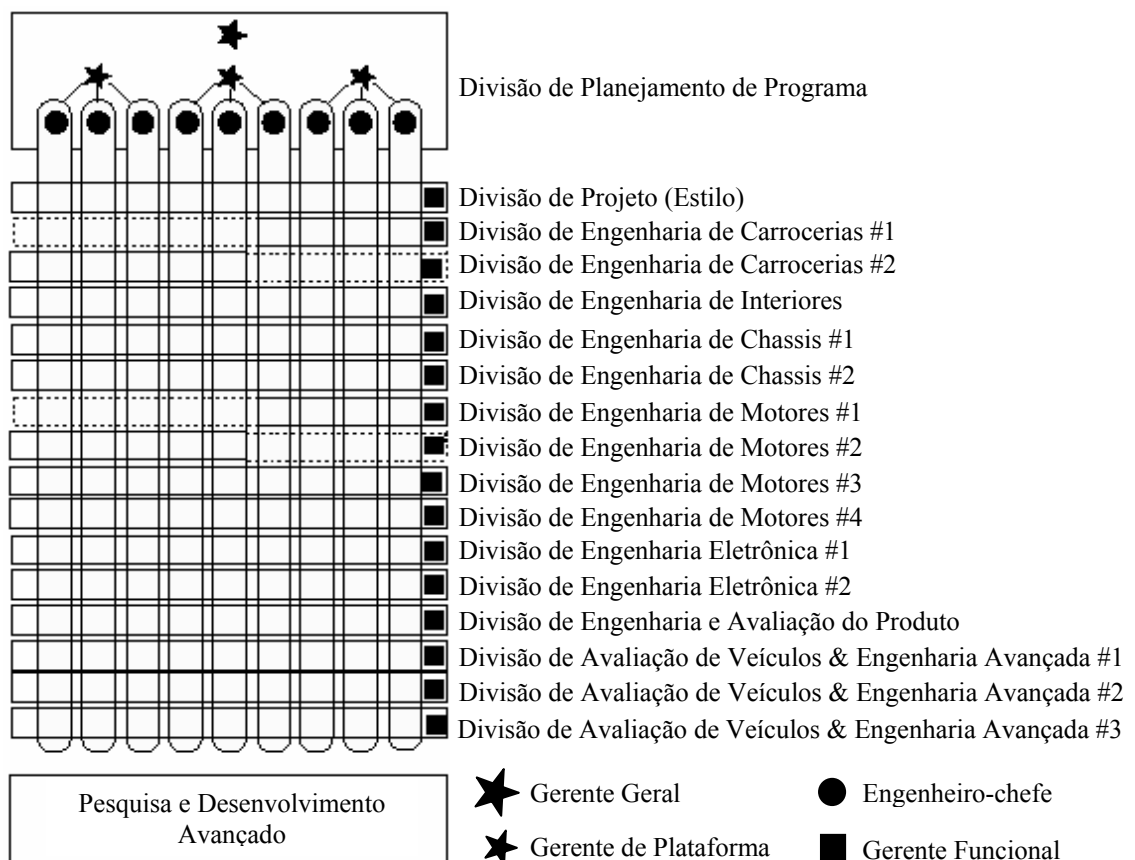 Divisão de Planejamento de Programa
Divisão de Projeto (Estilo)
Divisão de Engenharia de Carrocerias #1
Divisão de Engenharia de Carrocerias #2
Divisão de Engenharia de Interiores
Divisão de Engenharia de Chassis #1
Divisão de Engenharia de Chassis #2
Divisão de Engenharia de Motores #1
Divisão de Engenharia de Motores #2
Divisão de Engenharia de Motores #3
Divisão de Engenharia de Motores #4
Divisão de Engenharia Eletrônica #1
Divisão de Engenharia Eletrônica #2
Divisão de Engenharia e Avaliação do Produto
Divisão de Avaliação de Veículos & Engenharia Avançada #1
Divisão de Avaliação de Veículos & Engenharia Avançada #2
Divisão de Avaliação de Veículos & Engenharia Avançada #3
Pesquisa e Desenvolvimento
Avançado
Gerente Geral
Engenheiro-chefe
Gerente de Plataforma
Gerente Funcional